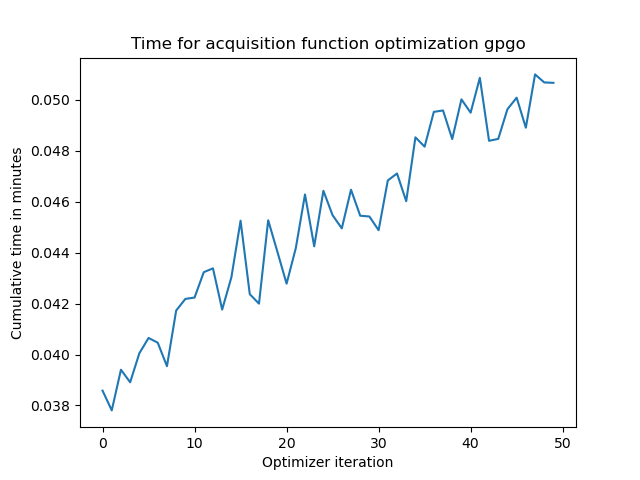 Time for acquisition function optimization gpgo
Cumulative time in minutes
0.050
0.048
0.046
0.044
0.042
0.040
0.038
0 10 20 30 40 50
Optimizer iteration